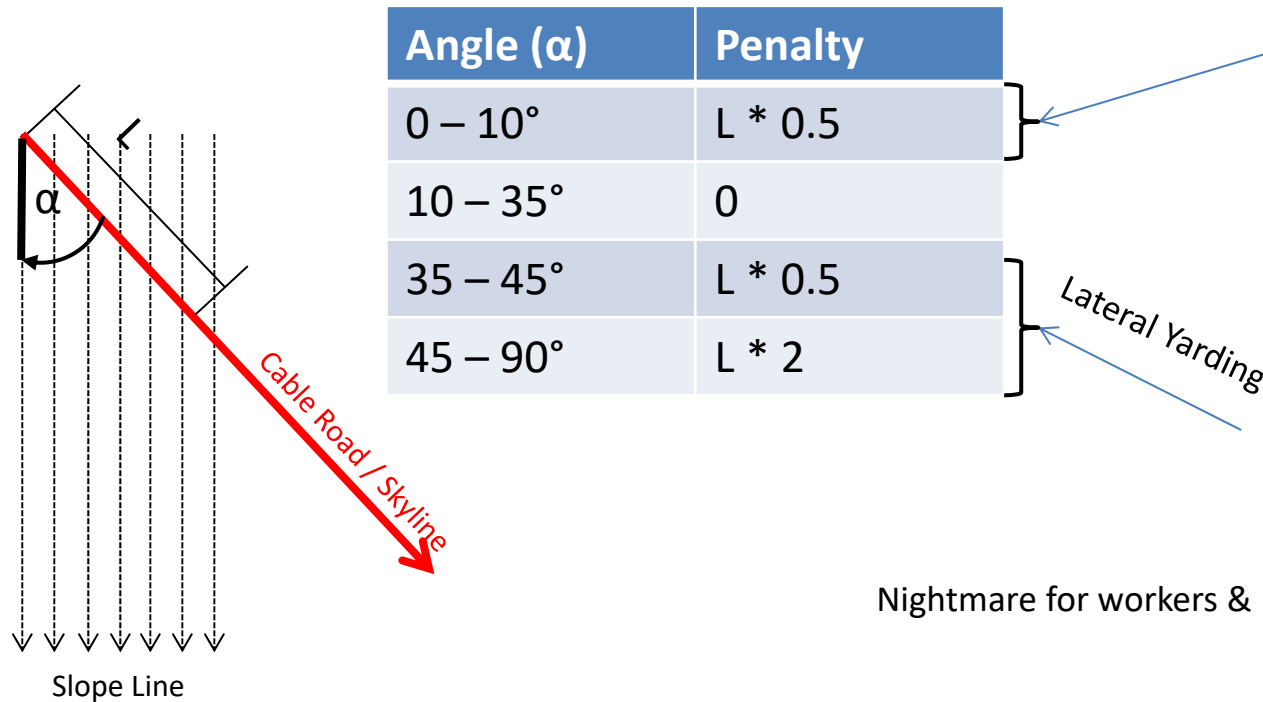 Angle (α) Penalty
0 – 10° L * 0.5
10 – 35° 0
35 – 45° L * 0.5
45 – 90° L * 2
L
α
Cable Road / Skyline
Slope Line
Lateral Yarding
Nightmare for workers &